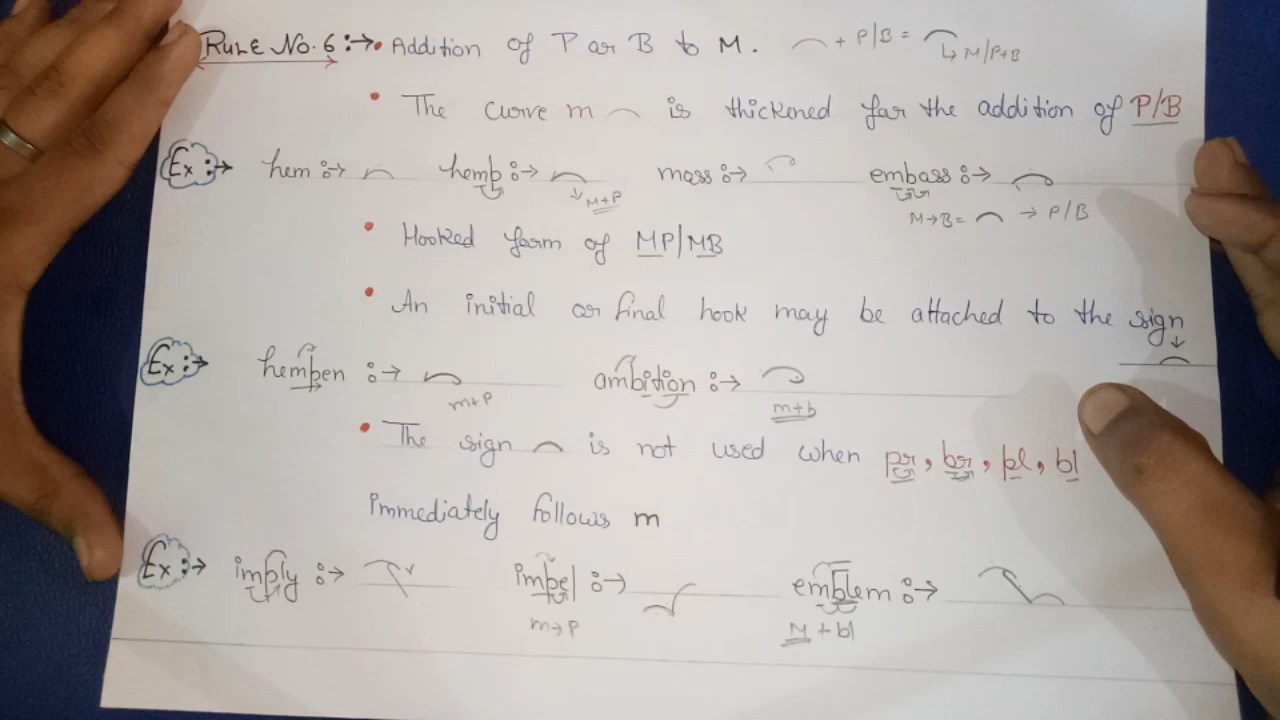 RULE No. 6 :→ • Addition of P or B to M. + P/B = ↳ M/P+B
• The curve m is thickened for the addition of P/B
Ex :→ hem :→ hemp :→ mass :→ embass :→
↓ M+P M→B = → P/B
• Hooked form of MP/MB
• An initial or final hook may be attached to the sign
Ex :→ hempen :→ ambition :→
m+P m+b
• The sign is not used when pr, br, pl, bl
immediately follows m
Ex :→ imply :→ impel :→ emblem :→
m→P M + bl